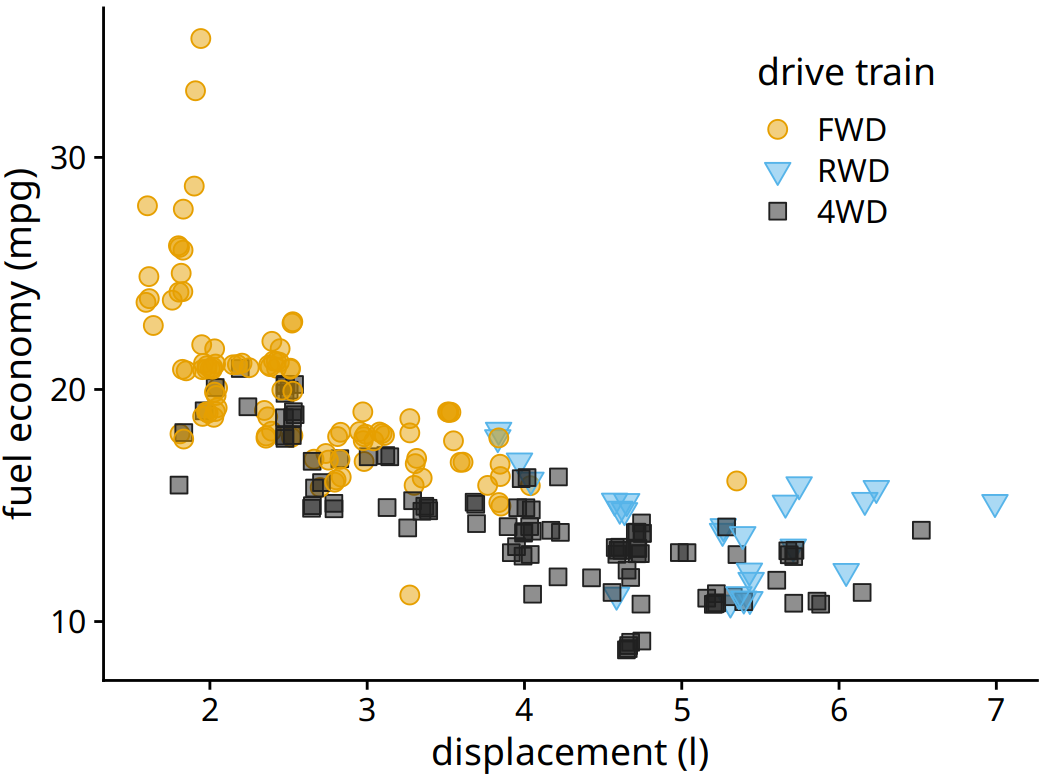 drive train
FWD
RWD
4WD
30
20
10
fuel economy (mpg)
2 3 4 5 6 7
displacement (l)